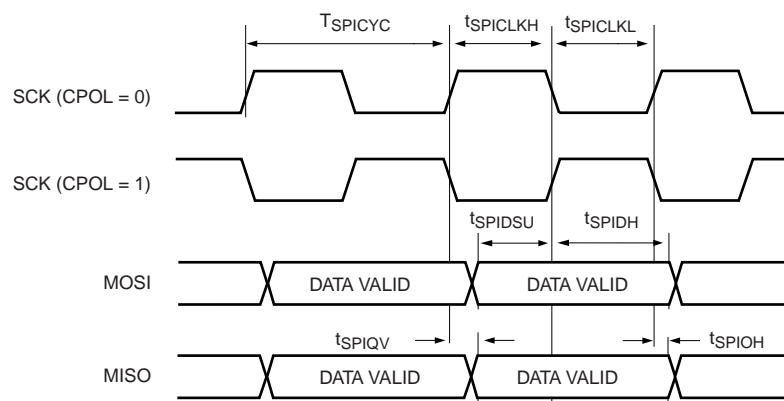 TSPICYC tSPICLKH tSPICLKL
SCK (CPOL = 0)
SCK (CPOL = 1)
tSPIDSU tSPIDH
MOSI DATA VALID DATA VALID
tSPIQV tSPIOH
MISO DATA VALID DATA VALID